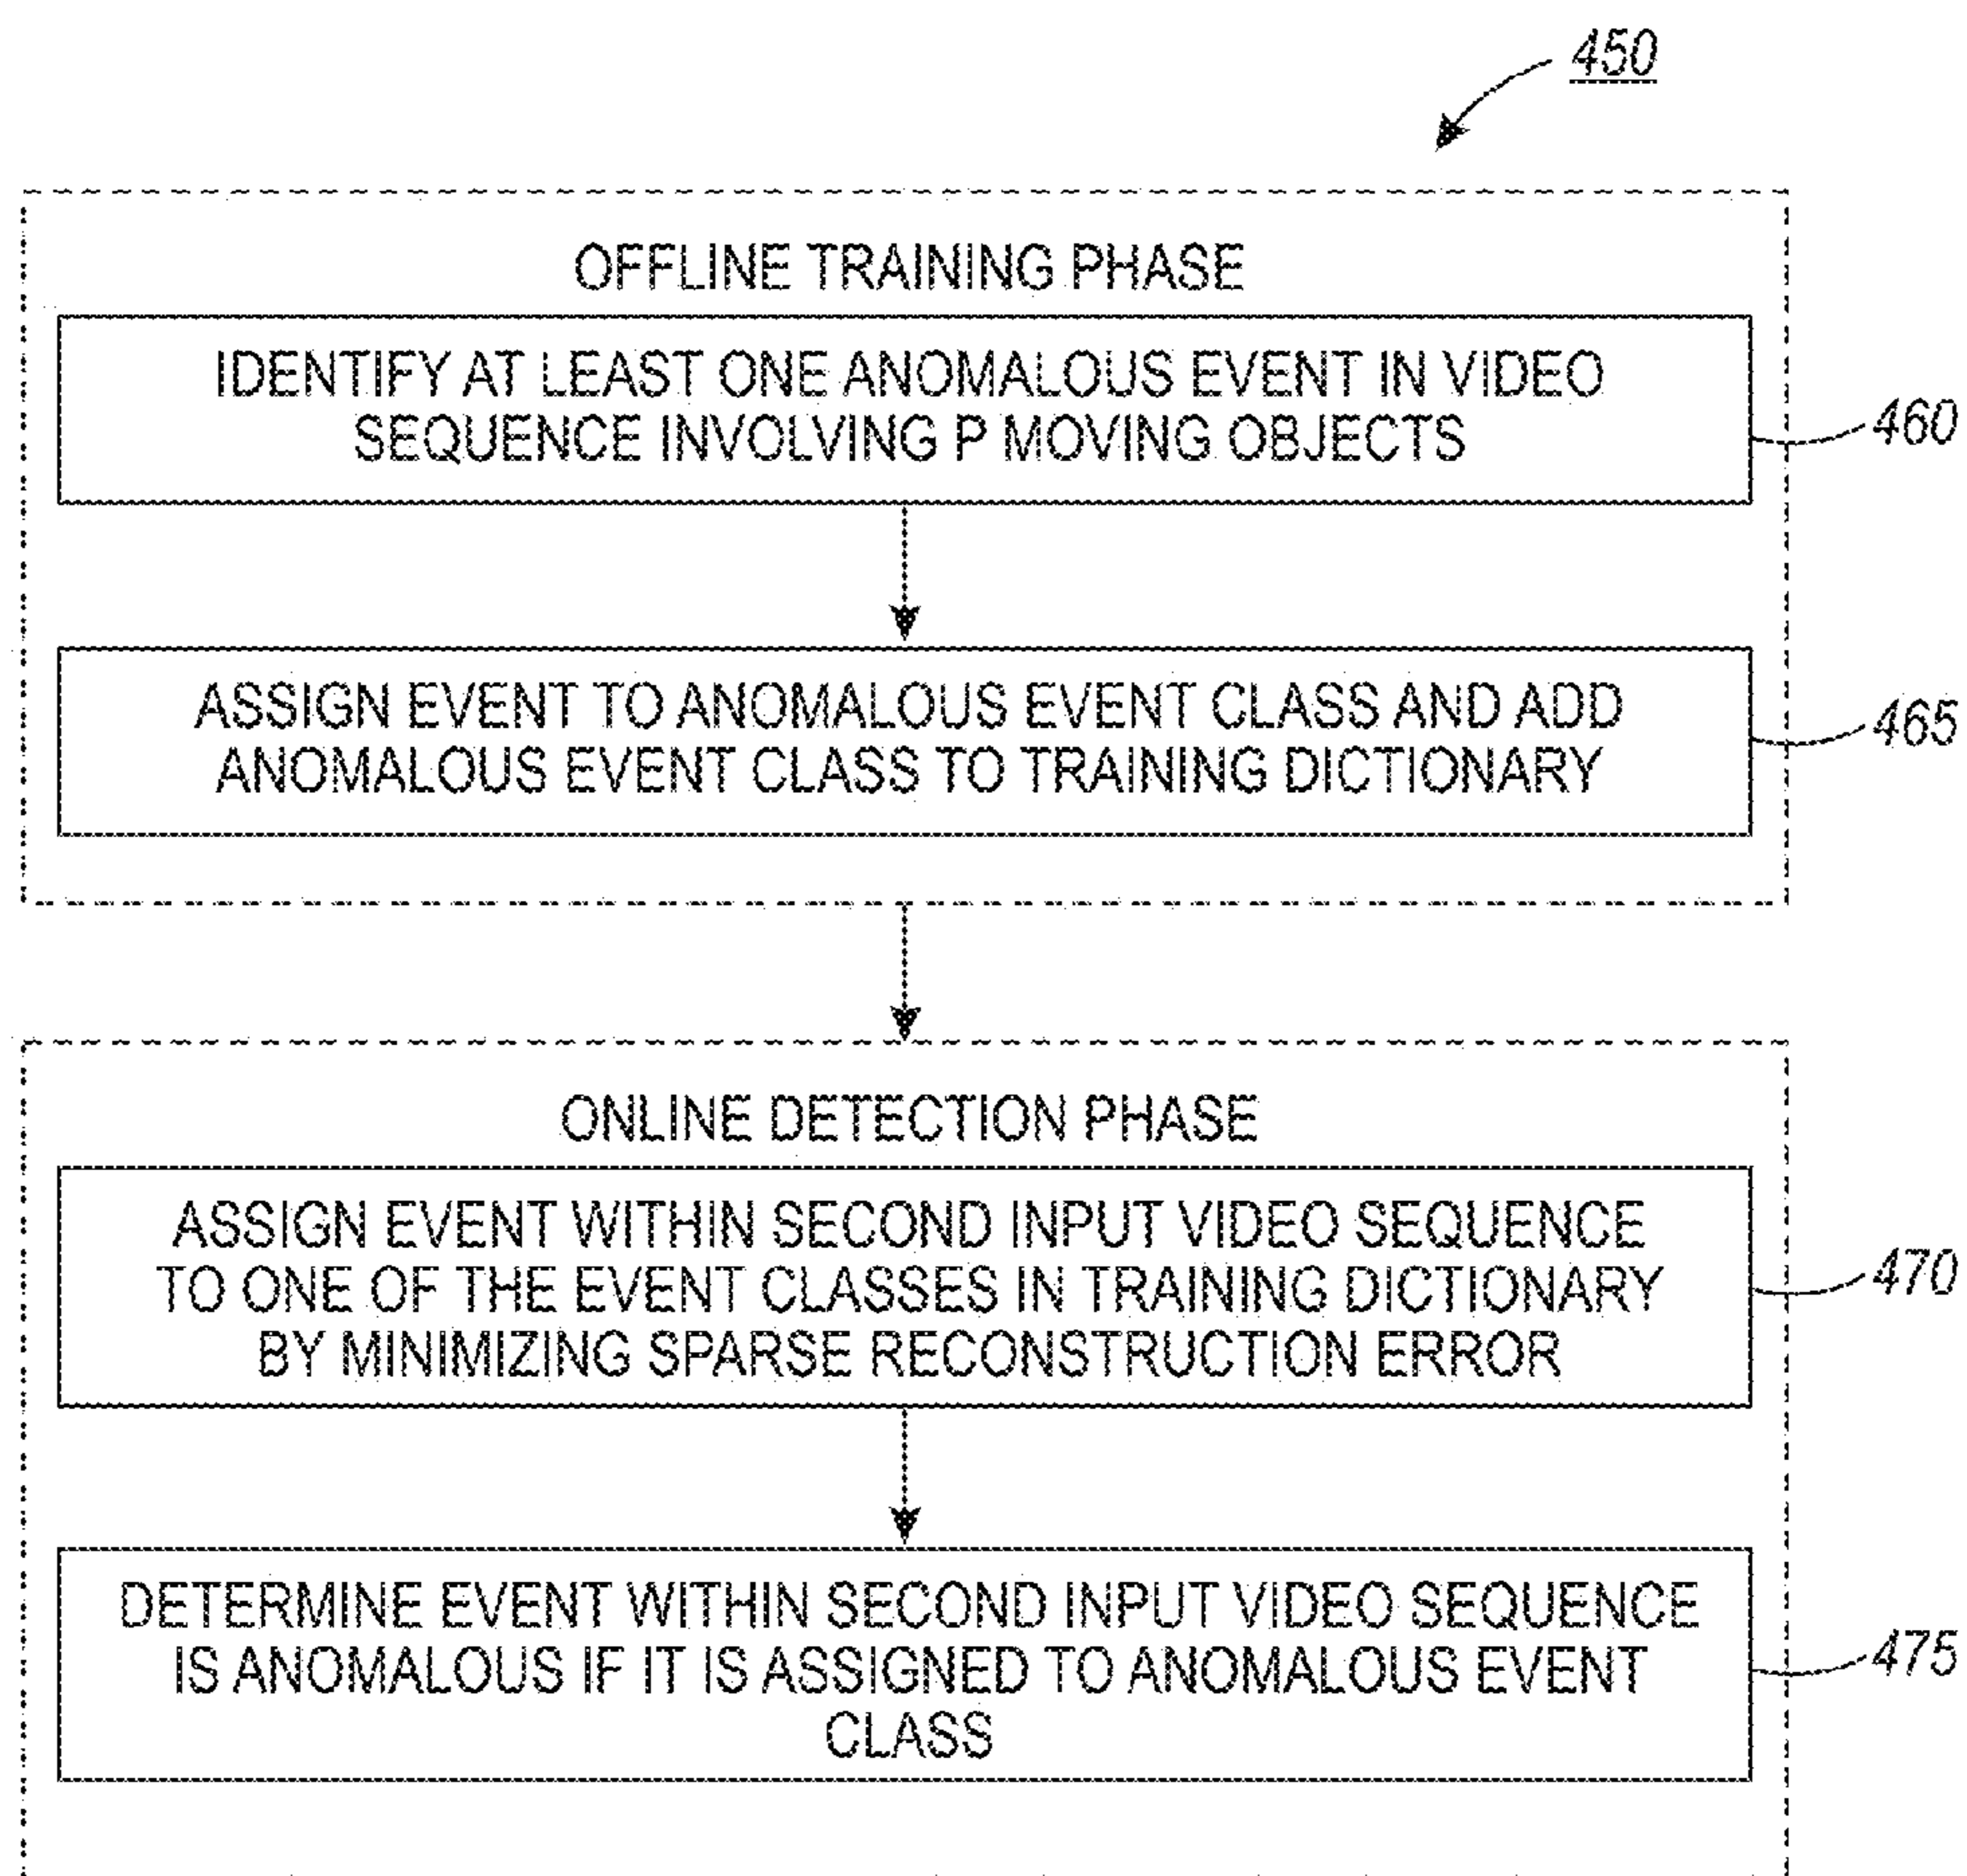 450
OFFLINE TRAINING PHASE
IDENTIFY AT LEAST ONE ANOMALOUS EVENT IN VIDEO
SEQUENCE INVOLVING P MOVING OBJECTS
460
ASSIGN EVENT TO ANOMALOUS EVENT CLASS AND ADD
ANOMALOUS EVENT CLASS TO TRAINING DICTIONARY
465
ONLINE DETECTION PHASE
ASSIGN EVENT WITHIN SECOND INPUT VIDEO SEQUENCE
TO ONE OF THE EVENT CLASSES IN TRAINING DICTIONARY
BY MINIMIZING SPARSE RECONSTRUCTION ERROR
470
DETERMINE EVENT WITHIN SECOND INPUT VIDEO SEQUENCE
IS ANOMALOUS IF IT IS ASSIGNED TO ANOMALOUS EVENT
CLASS
475